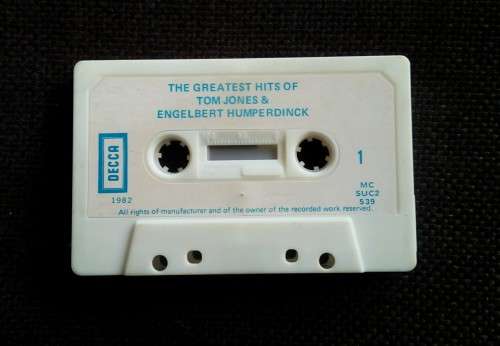 THE GREATEST HITS OF
TOM JONES &
ENGELBERT HUMPERDINCK
DECCA
1
1982
MC
SUC2
539
All rights of manufacturer and of the owner of the recorded work reserved.